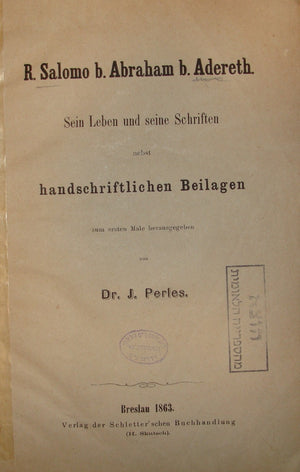 R. Salomo b. Abraham b. Adereth.
Sein Leben und seine Schriften
nebst
handschriftlichen Beilagen
zum ersten Male herausgegeben
von
Dr. J. Perles.
Breslau 1863.
Verlag der Schletter'schen Buchhandlung
(H. Skutsch).